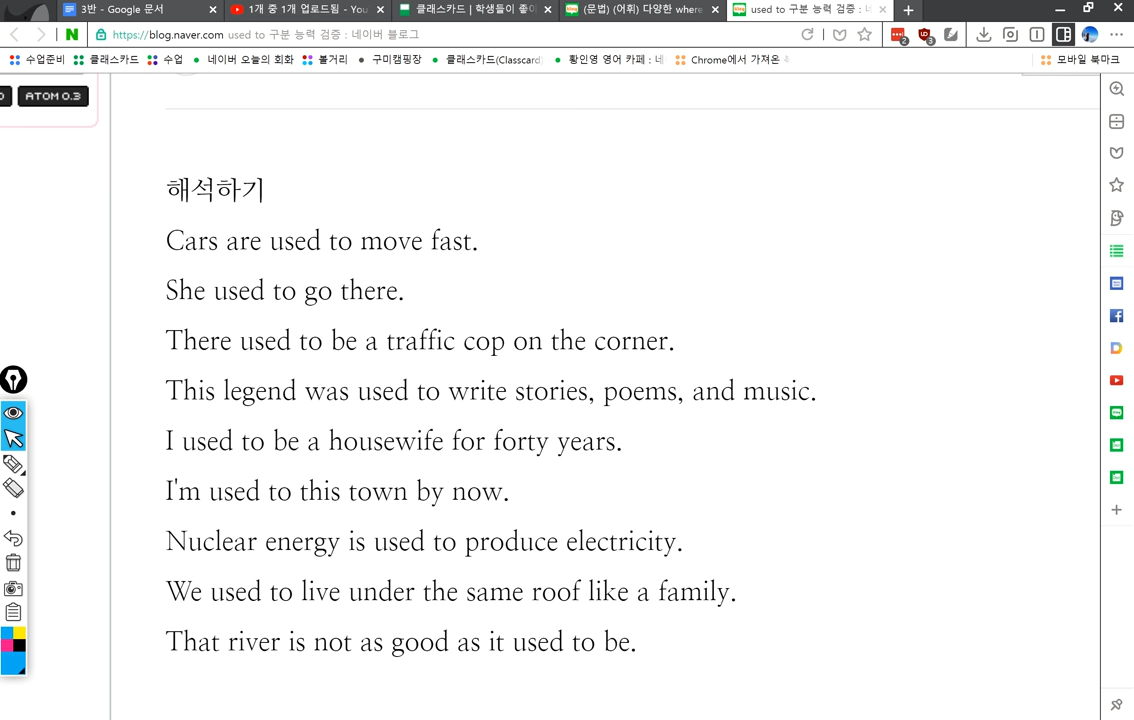 3반 - Google 문서
1개 중 1개 업로드됨 - You
클래스카드 | 학생들이 좋아
(문법) (어휘) 다양한 where
used to 구분 능력 검증 : 네
https://blog.naver.com used to 구분 능력 검증 : 네이버 블로그
수업준비 클래스카드 수업 네이버 오늘의 회화 볼거리 구미캠핑장 클래스카드(Classcard) 황인영 영어 카페 : 네 Chrome에서 가져온 모바일 북마크
ATOM 0.3
해석하기
Cars are used to move fast.
She used to go there.
There used to be a traffic cop on the corner.
This legend was used to write stories, poems, and music.
I used to be a housewife for forty years.
I'm used to this town by now.
Nuclear energy is used to produce electricity.
We used to live under the same roof like a family.
That river is not as good as it used to be.